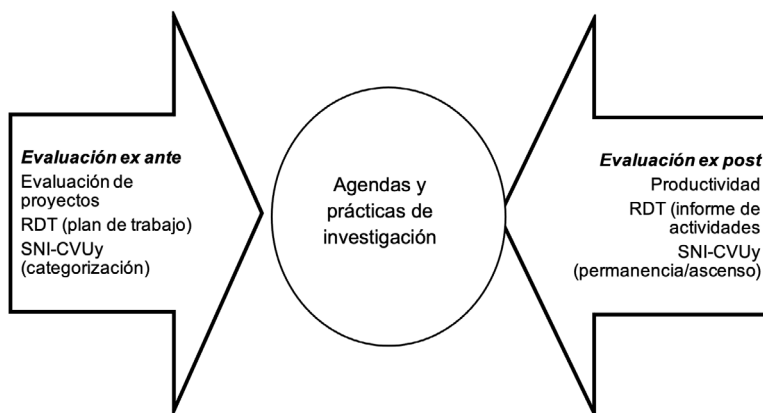 Evaluación ex ante
Evaluación de
proyectos
RDT (plan de trabajo)
SNI-CVUy
(categorización)
Agendas y
prácticas de
investigación
Evaluación ex post
Productividad
RDT (informe de
actividades
SNI-CVUy
(permanencia/ascenso)